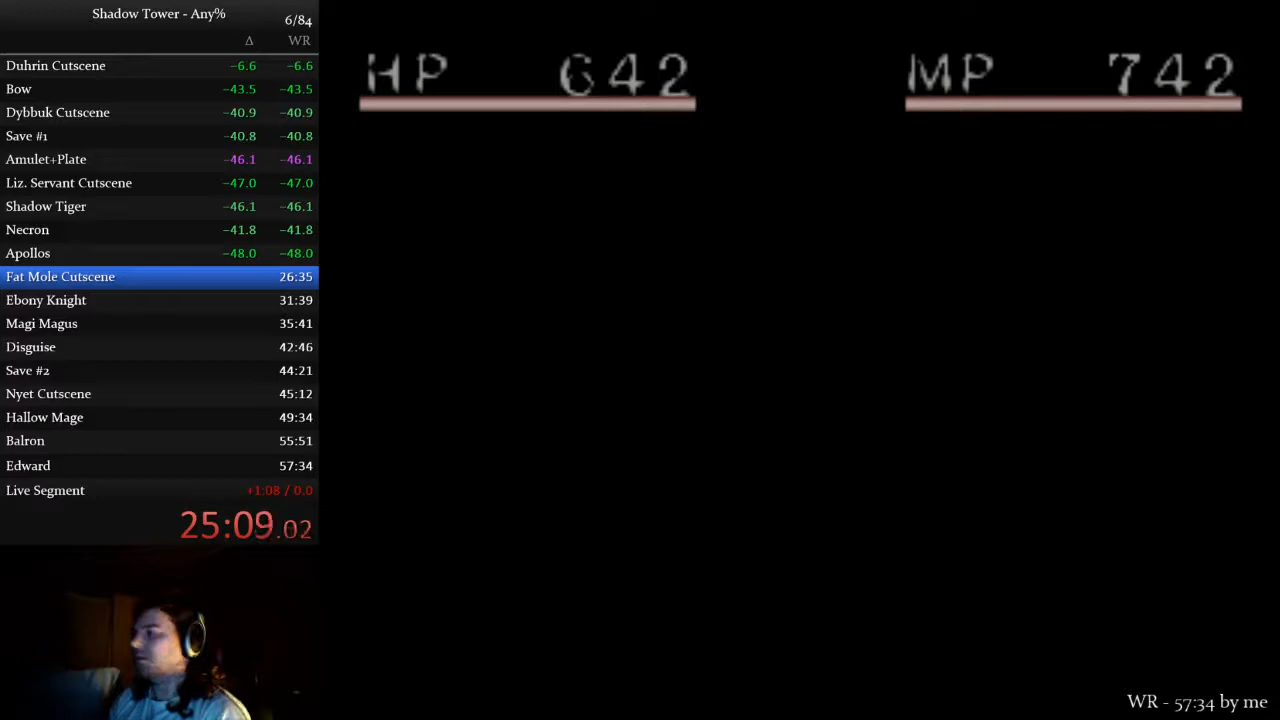 Shadow Tower - Any%
6/84
Δ WR
Duhrin Cutscene −6.6 −6.6
Bow −43.5 −43.5
Dybbuk Cutscene −40.9 −40.9
Save #1 −40.8 −40.8
Amulet+Plate −46.1 −46.1
Liz. Servant Cutscene −47.0 −47.0
Shadow Tiger −46.1 −46.1
Necron −41.8 −41.8
Apollos −48.0 −48.0
Fat Mole Cutscene 26:35
Ebony Knight 31:39
Magi Magus 35:41
Disguise 42:46
Save #2 44:21
Nyet Cutscene 45:12
Hallow Mage 49:34
Balron 55:51
Edward 57:34
Live Segment +1:08 / 0.0
25:09.02
HP 642 MP 742
WR - 57:34 by me